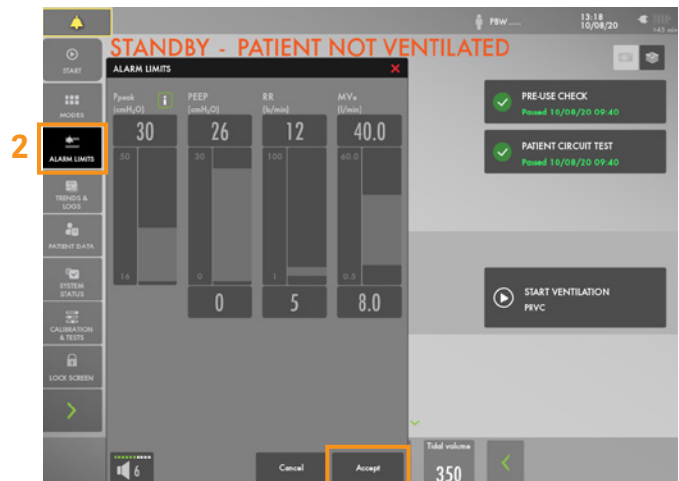 PBW......
13:18
10/08/20
145 min
STANDBY - PATIENT NOT VENTILATED
START
MODES
2
ALARM LIMITS
TRENDS &
LOGS
PATIENT DATA
SYSTEM
STATUS
CALIBRATION
& TESTS
LOCK SCREEN
ALARM LIMITS
Ppeak
(cmH2O)
i
PEEP
(cmH2O)
RR
(b/min)
MVe
(l/min)
30
26
12
40.0
50
30
100
60.0
16
0
1
0.5
0
5
8.0
6
Cancel
Accept
PRE-USE CHECK
Passed 10/08/20 09:40
PATIENT CIRCUIT TEST
Passed 10/08/20 09:40
START VENTILATION
PRVC
Tidal volume
350